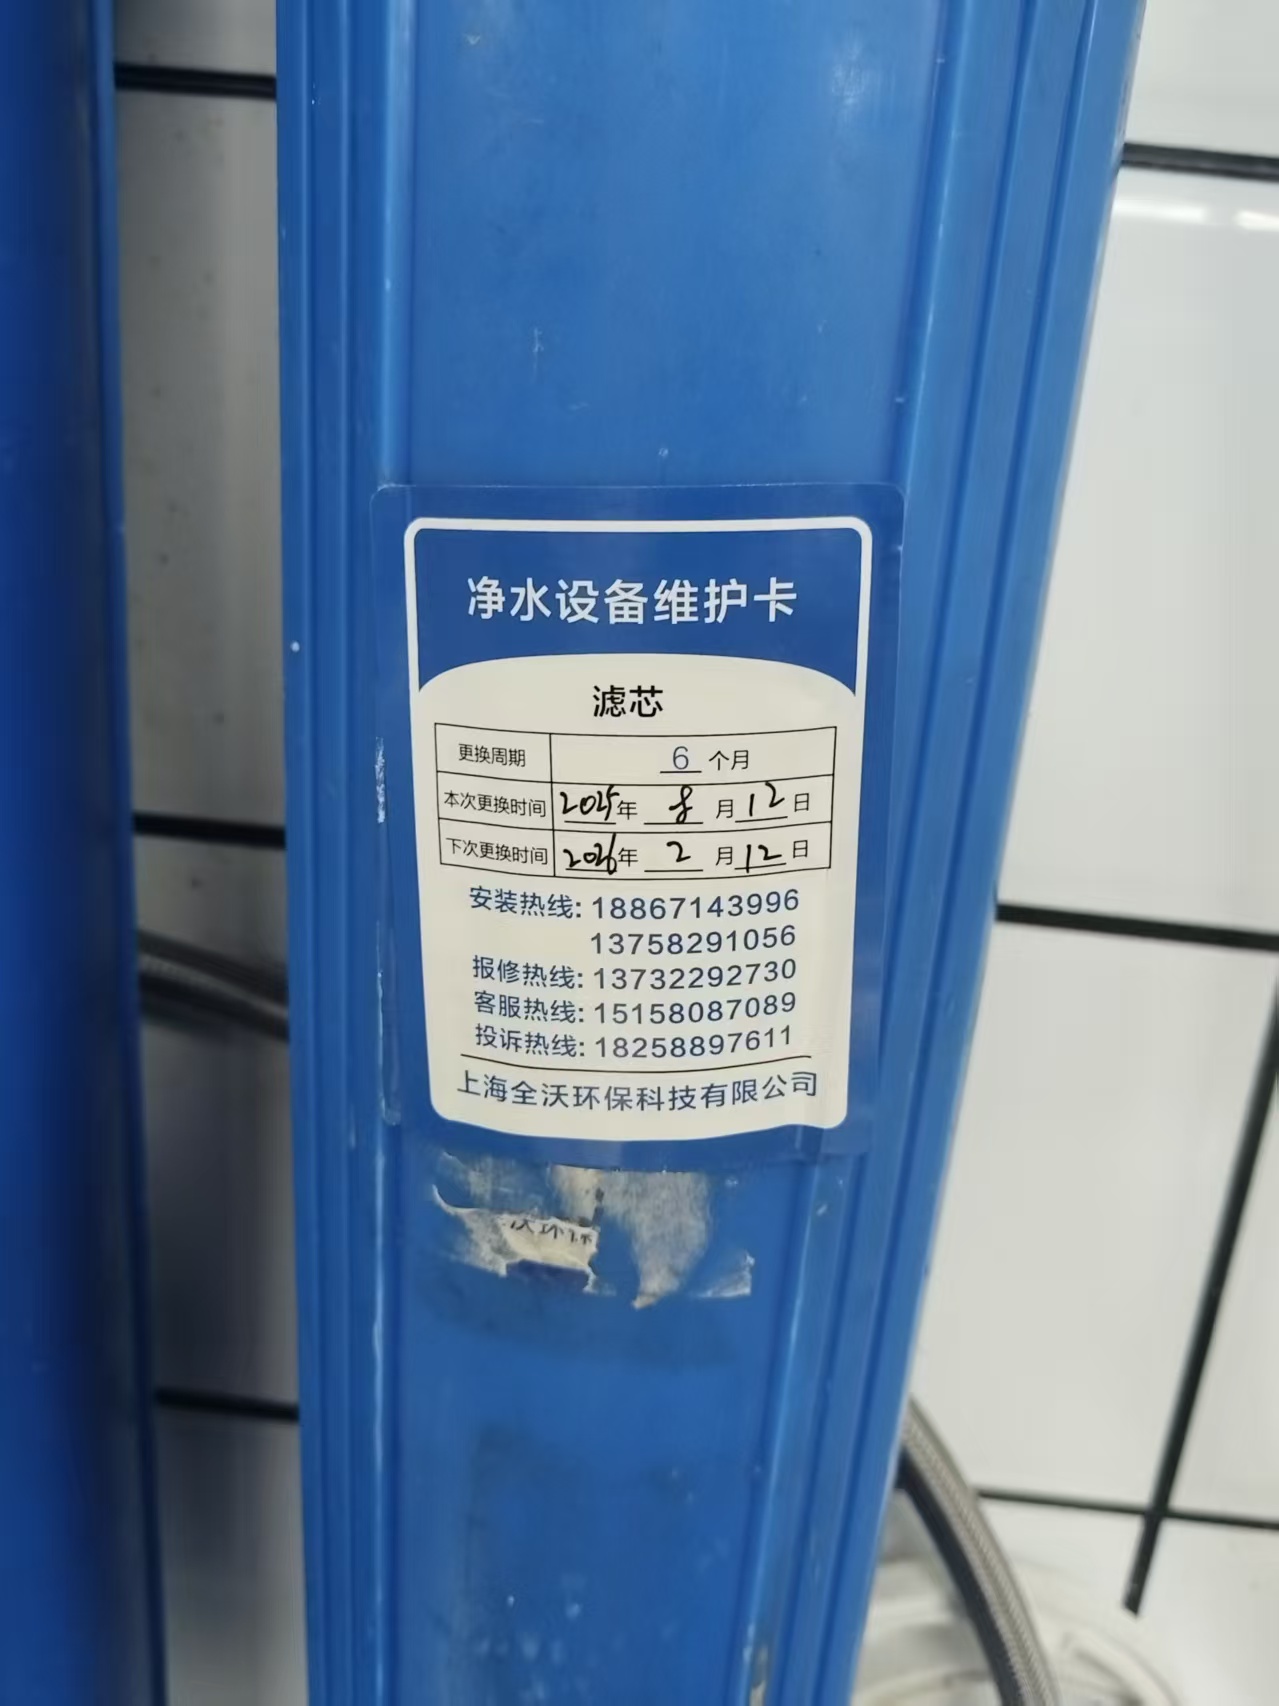 净水设备维护卡
滤芯
更换周期 6 个月
本次更换时间 2025年 8 月 12 日
下次更换时间 2026年 2 月 12 日
安装热线: 18867143996
13758291056
报修热线: 13732292730
客服热线: 15158087089
投诉热线: 18258897611
上海全沃环保科技有限公司
沃环保